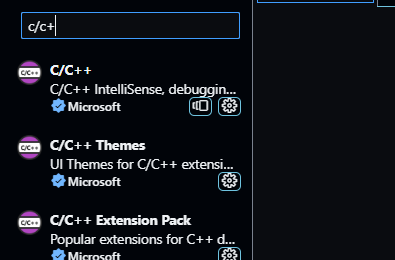 c/c+
C/C++
C/C++
C/C++ IntelliSense, debuggin...
Microsoft
C/C++
C/C++ Themes
UI Themes for C/C++ extensi...
Microsoft
C/C++
C/C++ Extension Pack
Popular extensions for C++ d...
Microsoft